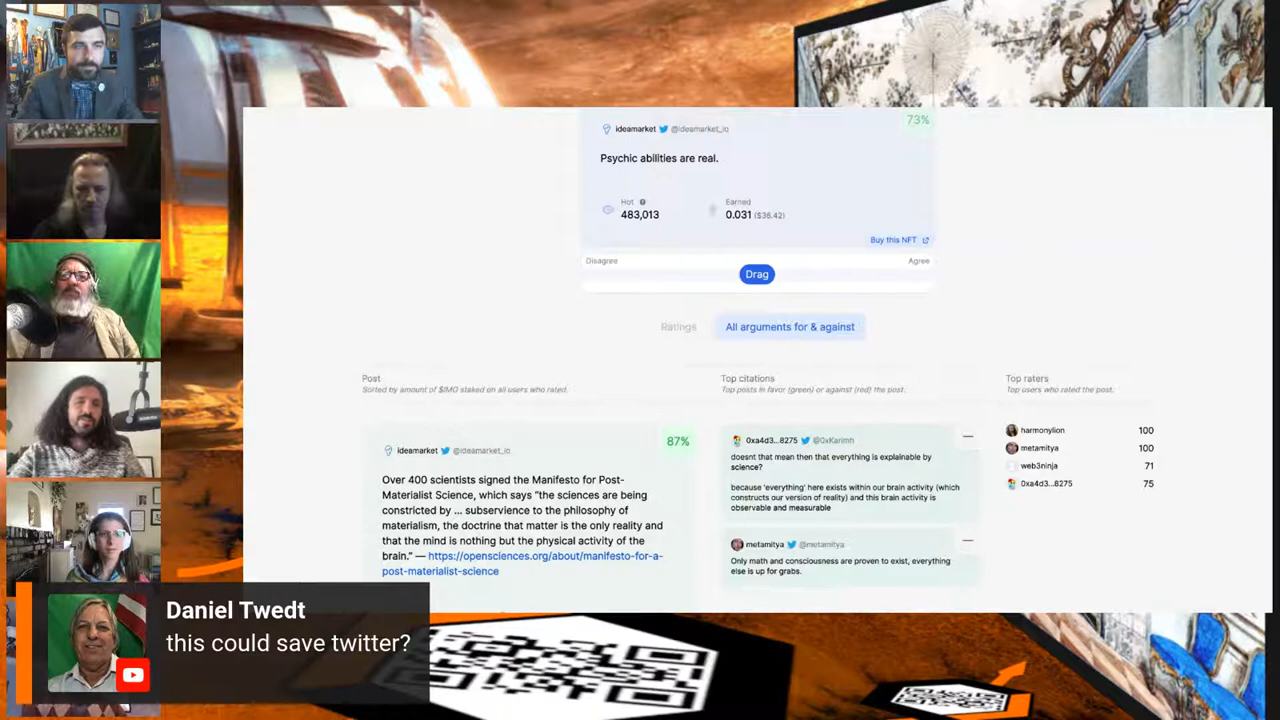 ideamarket @ideamarket_io
73%
Psychic abilities are real.
Hot
483,013
Earned
0.031 ($36.42)
Buy this NFT
Disagree
Agree
Drag
Ratings
All arguments for & against
Post
Sorted by amount of $IMO staked on all users who rated.
Top citations
Top posts in favor (green) or against (red) the post.
Top raters
Top users who rated the post.
ideamarket @ideamarket_io
87%
Over 400 scientists signed the Manifesto for Post-
Materialist Science, which says "the sciences are being
constricted by ... subservience to the philosophy of
materialism, the doctrine that matter is the only reality and
that the mind is nothing but the physical activity of the
brain." — https://opensciences.org/about/manifesto-for-a-
post-materialist-science
0xa4d3...8275 @0xKarimh
doesnt that mean then that everything is explainable by
science?
because 'everything' here exists within our brain activity (which
constructs our version of reality) and this brain activity is
observable and measurable
metamitya @metamitya
Only math and consciousness are proven to exist, everything
else is up for grabs.
harmonylion 100
metamitya 100
web3ninja 71
0xa4d3...8275 75
Daniel Twedt
this could save twitter?